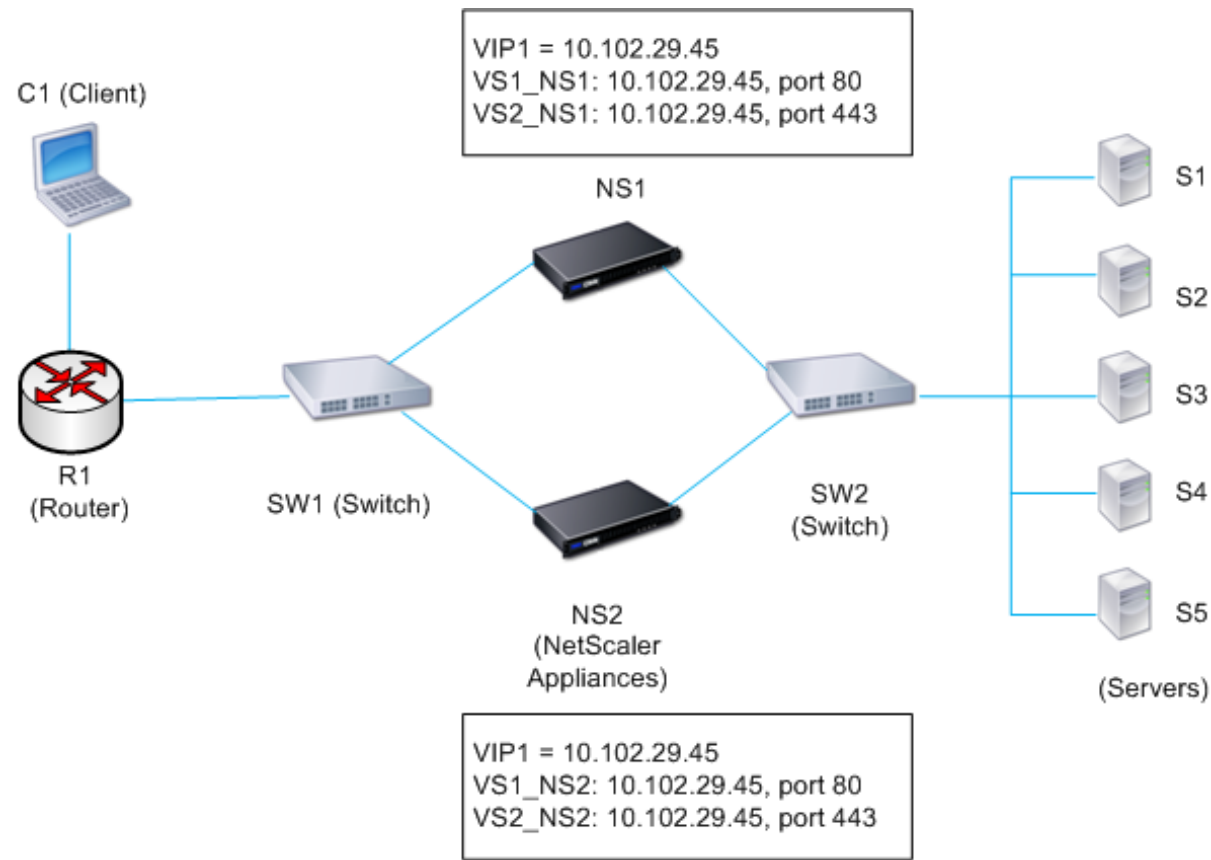 VIP1 = 10.102.29.45
VS1_NS1: 10.102.29.45, port 80
VS2_NS1: 10.102.29.45, port 443
C1 (Client)
NS1
S1
S2
S3
S4
S5
(Servers)
R1
(Router)
SW1 (Switch)
SW2
(Switch)
NS2
(NetScaler
Appliances)
VIP1 = 10.102.29.45
VS1_NS2: 10.102.29.45, port 80
VS2_NS2: 10.102.29.45, port 443